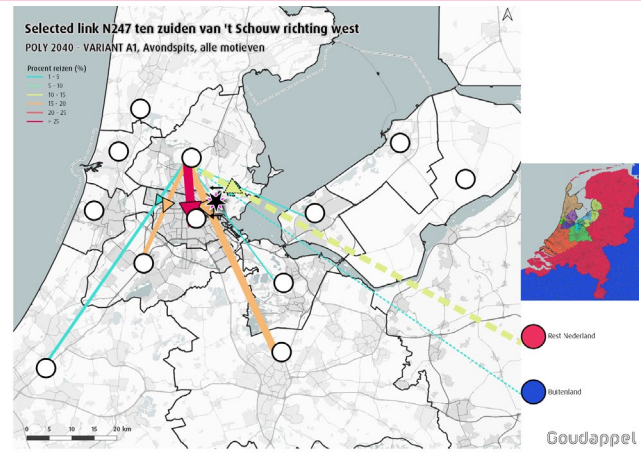 Selected link N247 ten zuiden van 't Schouw richting west
POLY 2040 - VARIANT A1, Avondspits, alle motieven
Procent reizen (%)
1 - 5
5 - 10
10 - 15
15 - 20
20 - 25
> 25
Rest Nederland
Buitenland
0 5 10 15 20 km
Goudappel